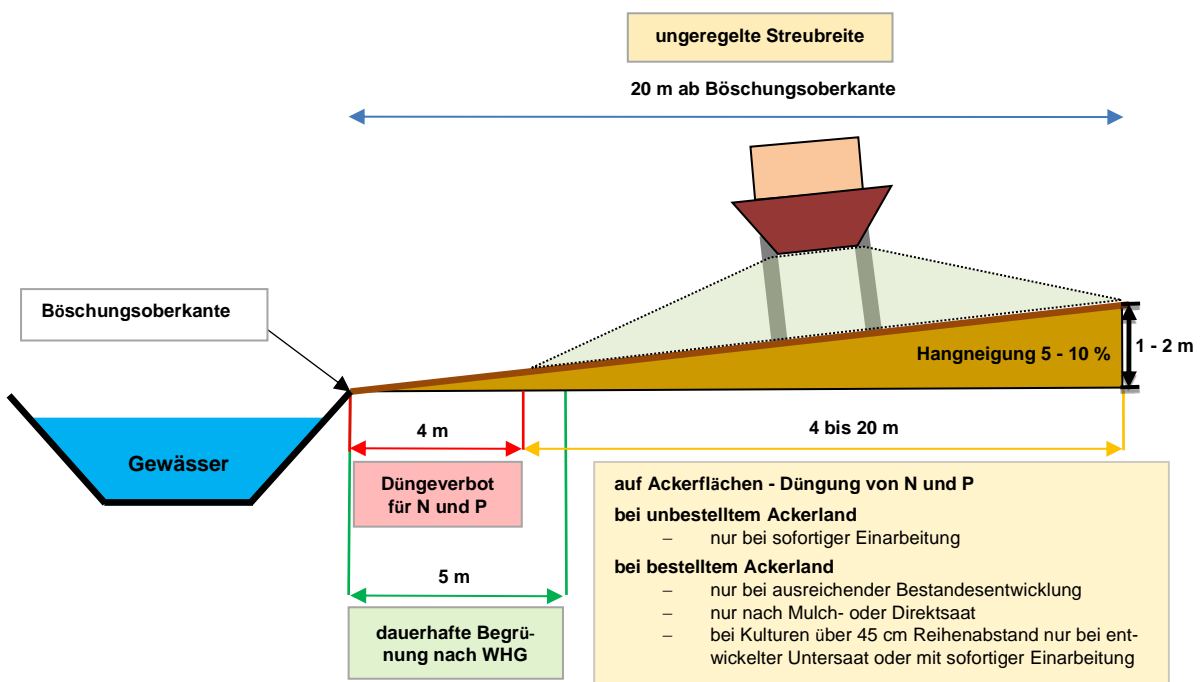 ungeregelte Streubreite
20 m ab Böschungsoberkante
Böschungsoberkante
Hangneigung 5 - 10 %
1 - 2 m
Gewässer
4 m
4 bis 20 m
Düngeverbot
für N und P
5 m
dauerhafte Begrü-
nung nach WHG
auf Ackerflächen - Düngung von N und P
bei unbestelltem Ackerland
– nur bei sofortiger Einarbeitung
bei bestelltem Ackerland
– nur bei ausreichender Bestandesentwicklung
– nur nach Mulch- oder Direktsaat
– bei Kulturen über 45 cm Reihenabstand nur bei ent-
wickelter Untersaat oder mit sofortiger Einarbeitung